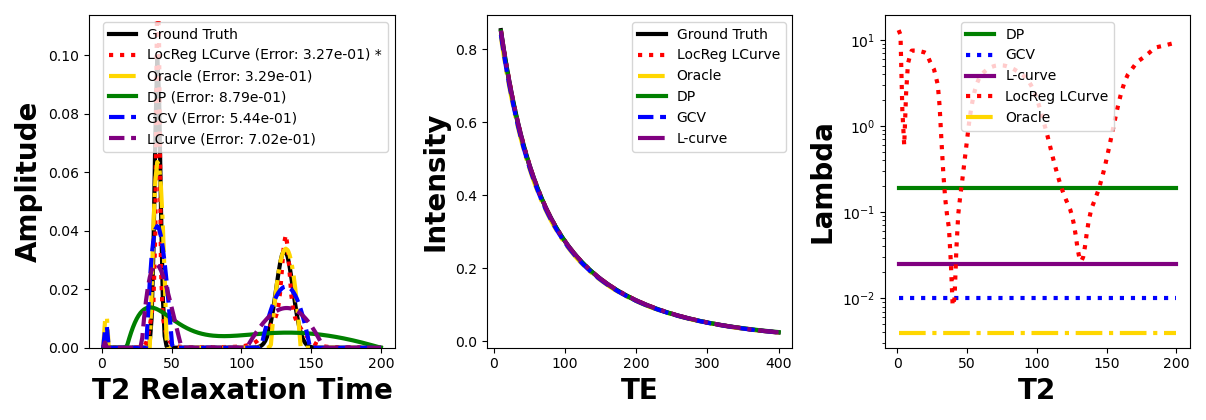 Amplitude
0.10
0.08
0.06
0.04
0.02
0.00
Ground Truth
LocReg LCurve (Error: 3.27e-01) *
Oracle (Error: 3.29e-01)
DP (Error: 8.79e-01)
GCV (Error: 5.44e-01)
LCurve (Error: 7.02e-01)
0 50 100 150 200
T2 Relaxation Time
Intensity
0.8
0.6
0.4
0.2
0.0
Ground Truth
LocReg LCurve
Oracle
DP
GCV
L-curve
0 100 200 300 400
TE
Lambda
10¹
10⁰
10⁻¹
10⁻²
DP
GCV
L-curve
LocReg LCurve
Oracle
0 50 100 150 200
T2